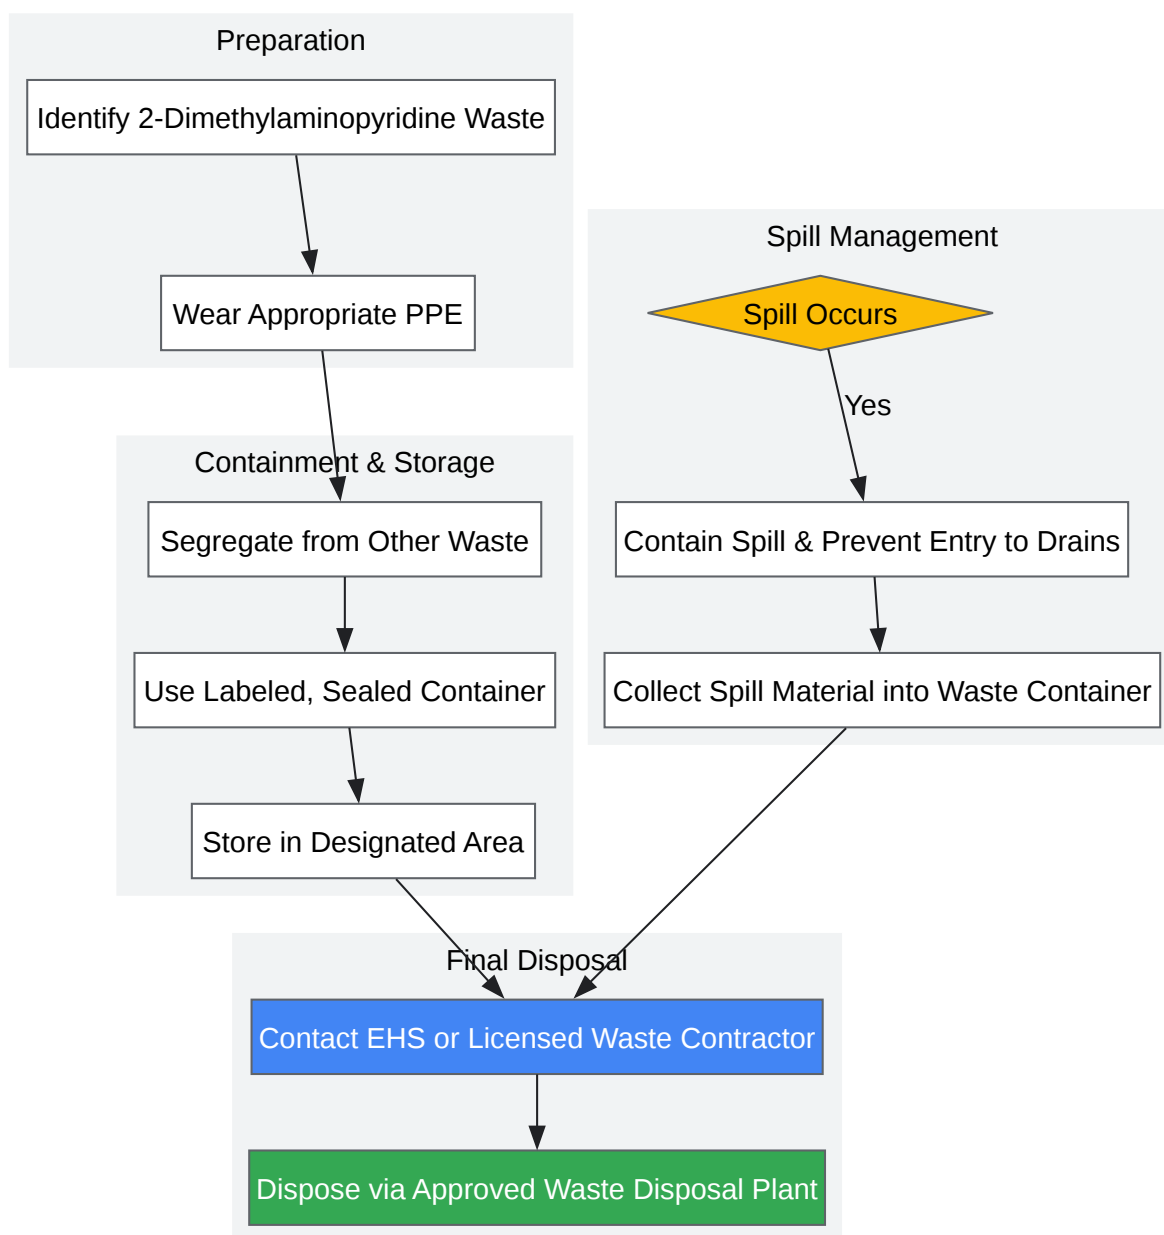 Preparation
Identify 2-Dimethylaminopyridine Waste
Wear Appropriate PPE
Containment & Storage
Segregate from Other Waste
Use Labeled, Sealed Container
Store in Designated Area
Spill Management
Spill Occurs
Yes
Contain Spill & Prevent Entry to Drains
Collect Spill Material into Waste Container
Final Disposal
Contact EHS or Licensed Waste Contractor
Dispose via Approved Waste Disposal Plant